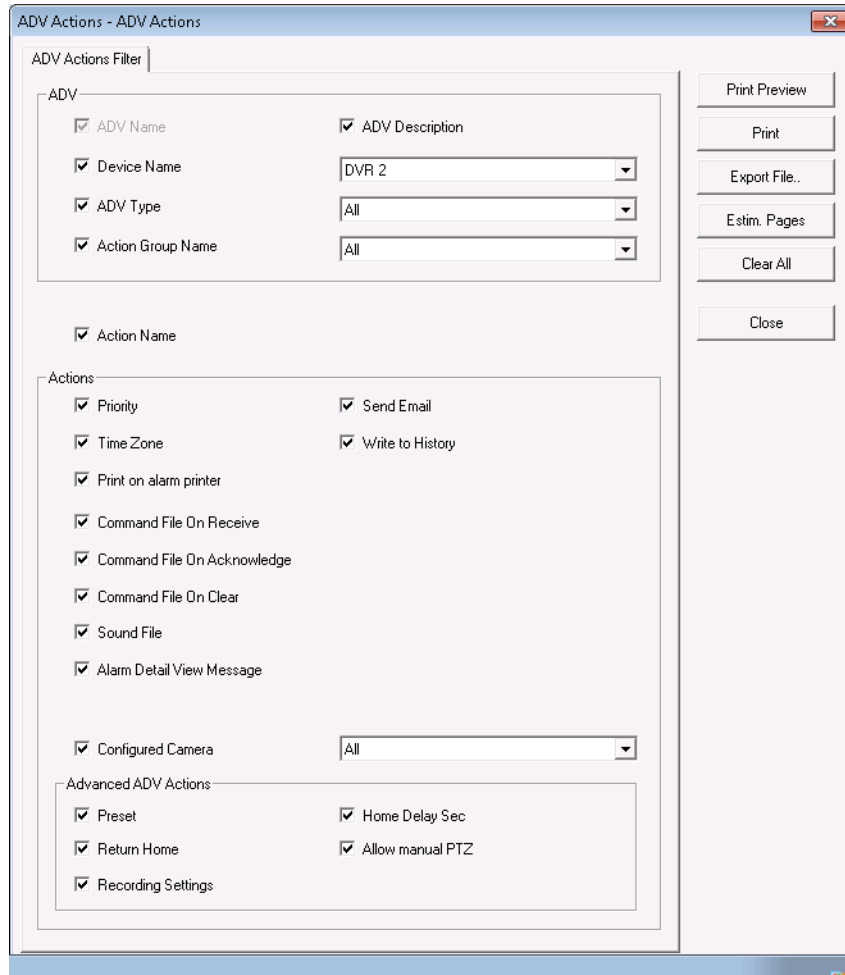 ADV Actions - ADV Actions
ADV Actions Filter
ADV
ADV Name
ADV Description
Device Name
DVR 2
ADV Type
All
Action Group Name
All
Action Name
Actions
Priority
Send Email
Time Zone
Write to History
Print on alarm printer
Command File On Receive
Command File On Acknowledge
Command File On Clear
Sound File
Alarm Detail View Message
Configured Camera
All
Advanced ADV Actions
Preset
Home Delay Sec
Return Home
Allow manual PTZ
Recording Settings
Print Preview
Print
Export File..
Estim. Pages
Clear All
Close